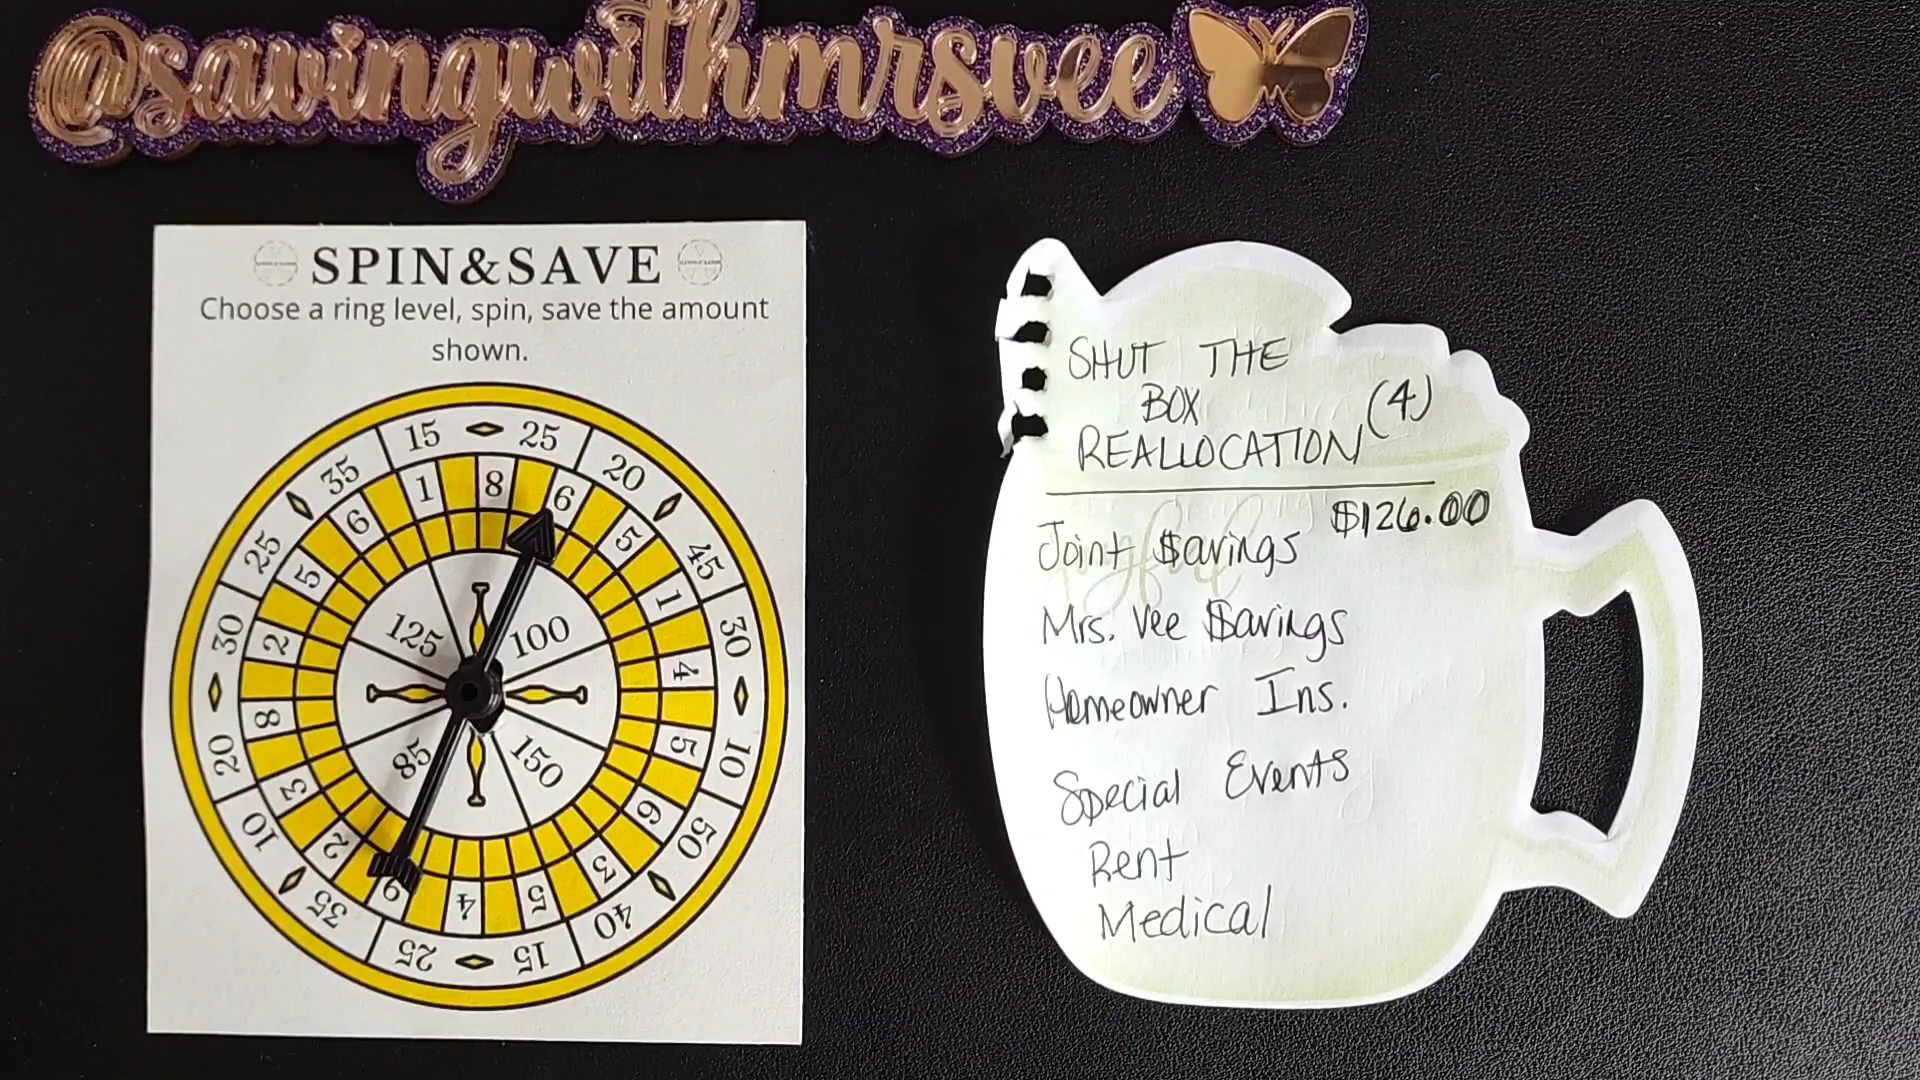 @savingwithmrsvee
SPIN&SAVE
Choose a ring level, spin, save the amount
shown.
15 25 20 45 30 10 50 40 15 25 35 10 20 30 25 35
1 8 6 5 1 4 5 6 3 5 4 6 2 3 8 2 5 6
125 100 150 85
SHUT THE
BOX (4)
REALLOCATION
$126.00
Joint $avings
Mrs. Vee $avings
Homeowner Ins.
Special Events
Rent
Medical